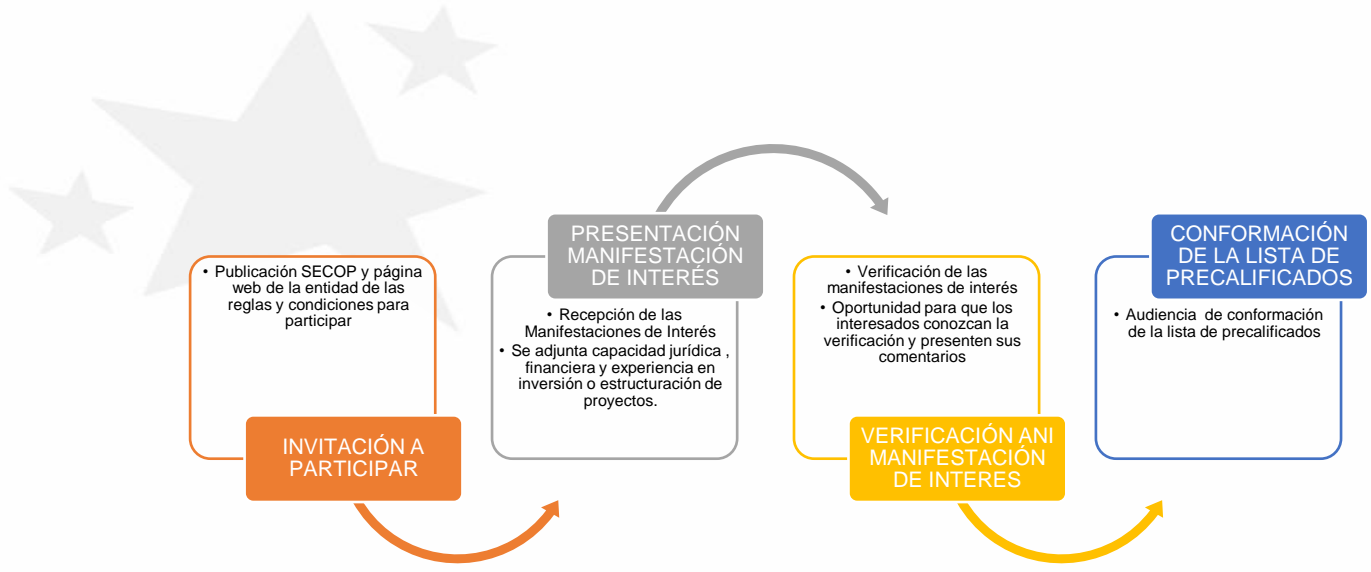 • Publicación SECOP y página
web de la entidad de las
reglas y condiciones para
participar
INVITACIÓN A
PARTICIPAR
PRESENTACIÓN
MANIFESTACIÓN
DE INTERÉS
• Recepción de las
Manifestaciones de Interés
• Se adjunta capacidad jurídica ,
financiera y experiencia en
inversión o estructuración de
proyectos.
• Verificación de las
manifestaciones de interés
• Oportunidad para que los
interesados conozcan la
verificación y presenten sus
comentarios
VERIFICACIÓN ANI
MANIFESTACIÓN
DE INTERES
CONFORMACIÓN
DE LA LISTA DE
PRECALIFICADOS
• Audiencia de conformación
de la lista de precalificados